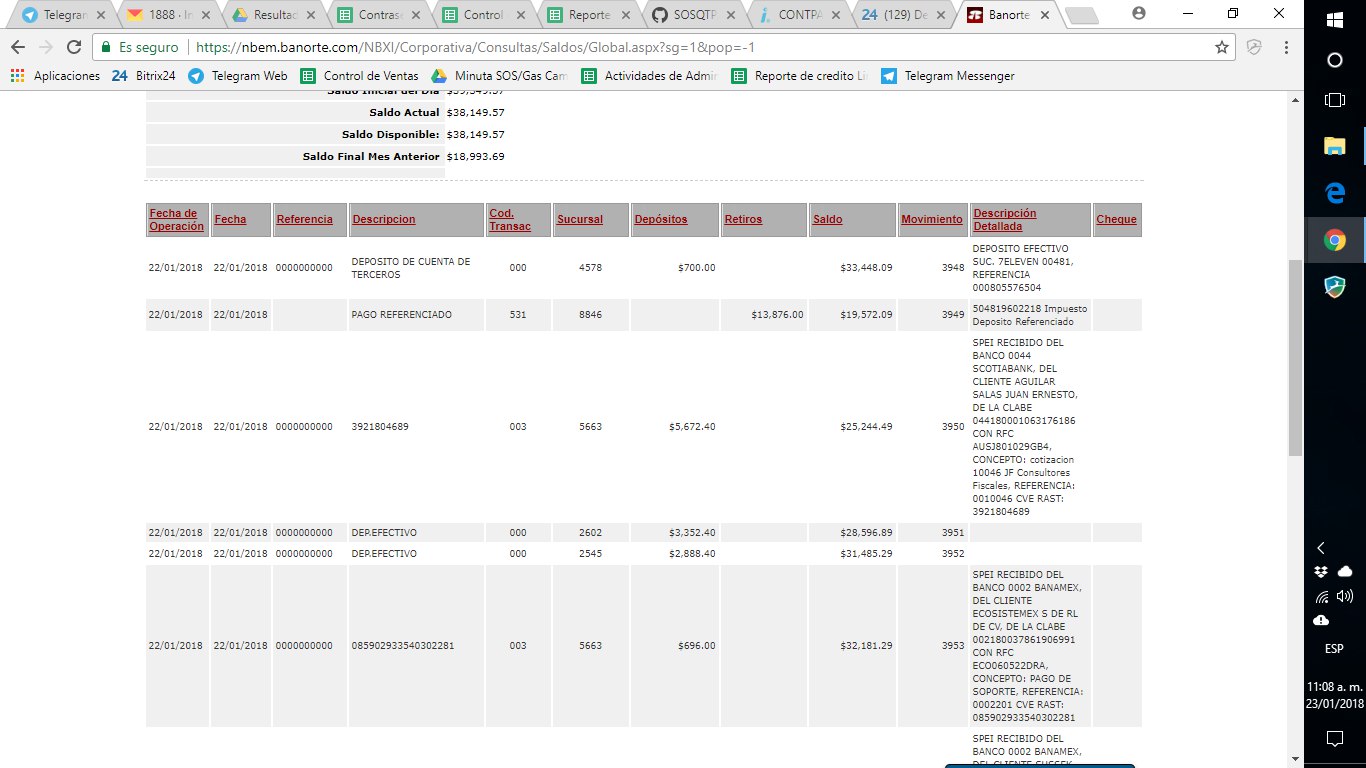 Telegran
1888 · In
Resultad
Contrase
Control
Reporte
SOSQTP
CONTPA
24 (129) De
Banorte
Es seguro https://nbem.banorte.com/NBXI/Corporativa/Consultas/Saldos/Global.aspx?sg=1&pop=-1
Aplicaciones 24 Bitrix24 Telegram Web Control de Ventas Minuta SOS/Gas Cam Actividades de Admin Reporte de credito Li Telegram Messenger
Saldo Inicial del Dia
Saldo Actual $38,149.57
Saldo Disponible: $38,149.57
Saldo Final Mes Anterior $18,993.69
Fecha de Operación Fecha Referencia Descripcion Cod. Transac Sucursal Depósitos Retiros Saldo Movimiento Descripción Detallada Cheque
22/01/2018 22/01/2018 0000000000 DEPOSITO DE CUENTA DE TERCEROS 000 4578 $700.00 $33,448.09 3948
DEPOSITO EFECTIVO
SUC. 7ELEVEN 00481,
REFERENCIA
000805576504
22/01/2018 22/01/2018 PAGO REFERENCIADO 531 8846 $13,876.00 $19,572.09 3949
504819602218 Impuesto
Deposito Referenciado
22/01/2018 22/01/2018 0000000000 3921804689 003 5663 $5,672.40 $25,244.49 3950
SPEI RECIBIDO DEL
BANCO 0044
SCOTIABANK, DEL
CLIENTE AGUILAR
SALAS JUAN ERNESTO,
DE LA CLABE
044180001063176186
CON RFC
AUSJ801029GB4,
CONCEPTO: cotizacion
10046 JF Consultores
Fiscales, REFERENCIA:
0010046 CVE RAST:
3921804689
22/01/2018 22/01/2018 0000000000 DEP.EFECTIVO 000 2602 $3,352.40 $28,596.89 3951
22/01/2018 22/01/2018 0000000000 DEP.EFECTIVO 000 2545 $2,888.40 $31,485.29 3952
22/01/2018 22/01/2018 0000000000 085902933540302281 003 5663 $696.00 $32,181.29 3953
SPEI RECIBIDO DEL
BANCO 0002 BANAMEX,
DEL CLIENTE
ECOSISTEMEX S DE RL
DE CV, DE LA CLABE
002180037861906991
CON RFC
ECO060522DRA,
CONCEPTO: PAGO DE
SOPORTE, REFERENCIA:
0002201 CVE RAST:
085902933540302281
SPEI RECIBIDO DEL
BANCO 0002 BANAMEX,
ESP
11:08 a. m.
23/01/2018